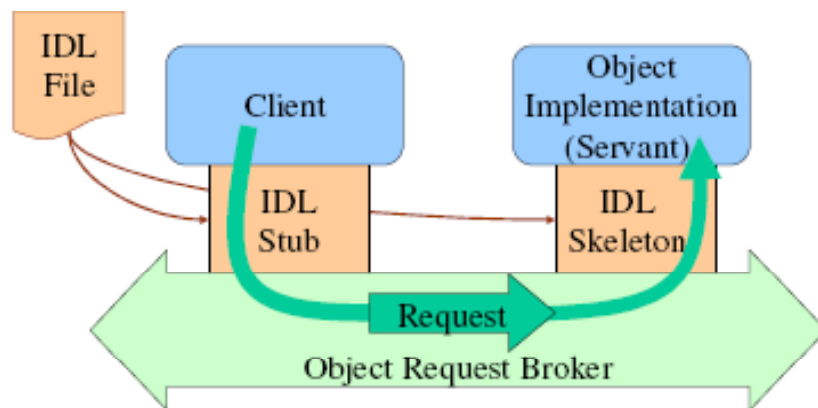 IDL
File
Client
Object
Implementation
(Servant)
IDL
Stub
IDL
Skeleton
Request
Object Request Broker